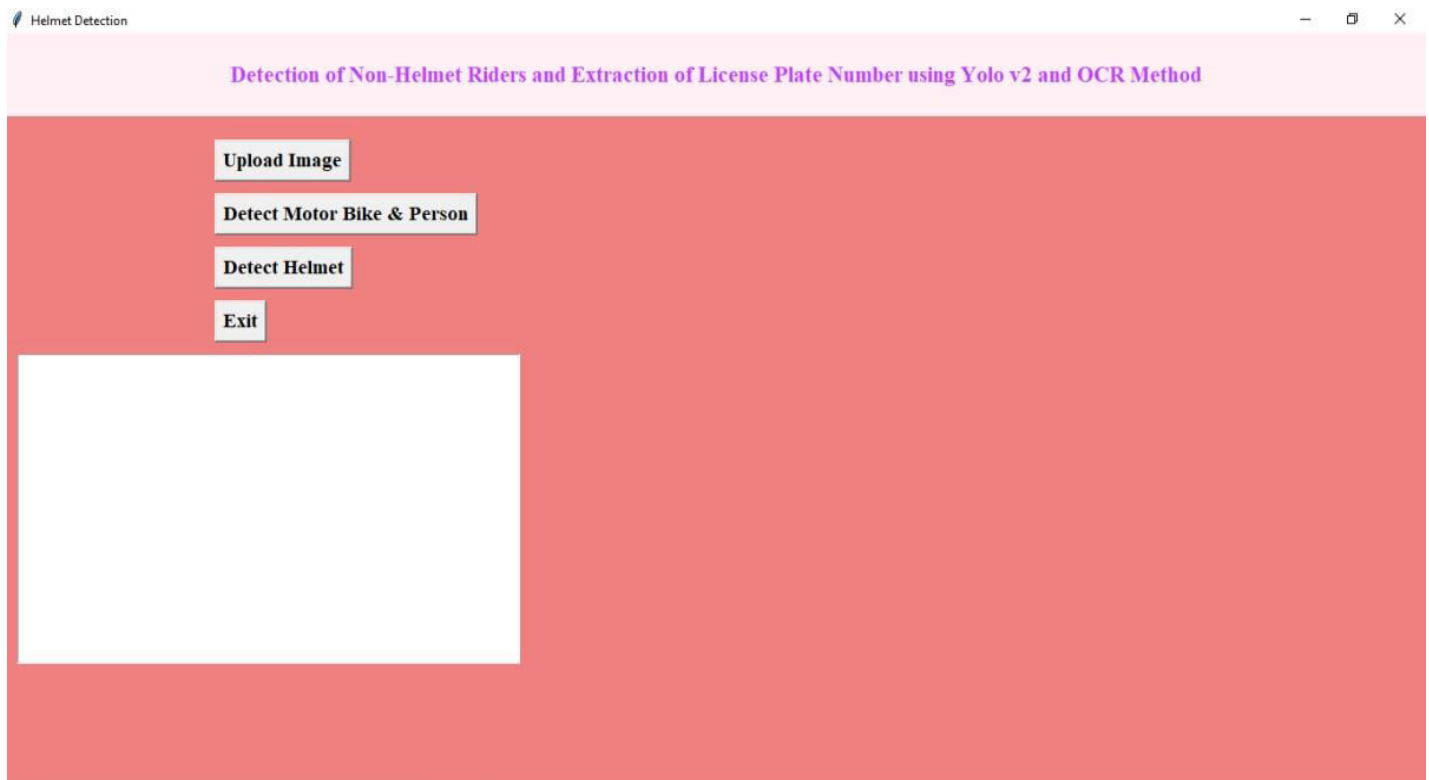 Helmet Detection
Detection of Non-Helmet Riders and Extraction of License Plate Number using Yolo v2 and OCR Method
Upload Image
Detect Motor Bike & Person
Detect Helmet
Exit